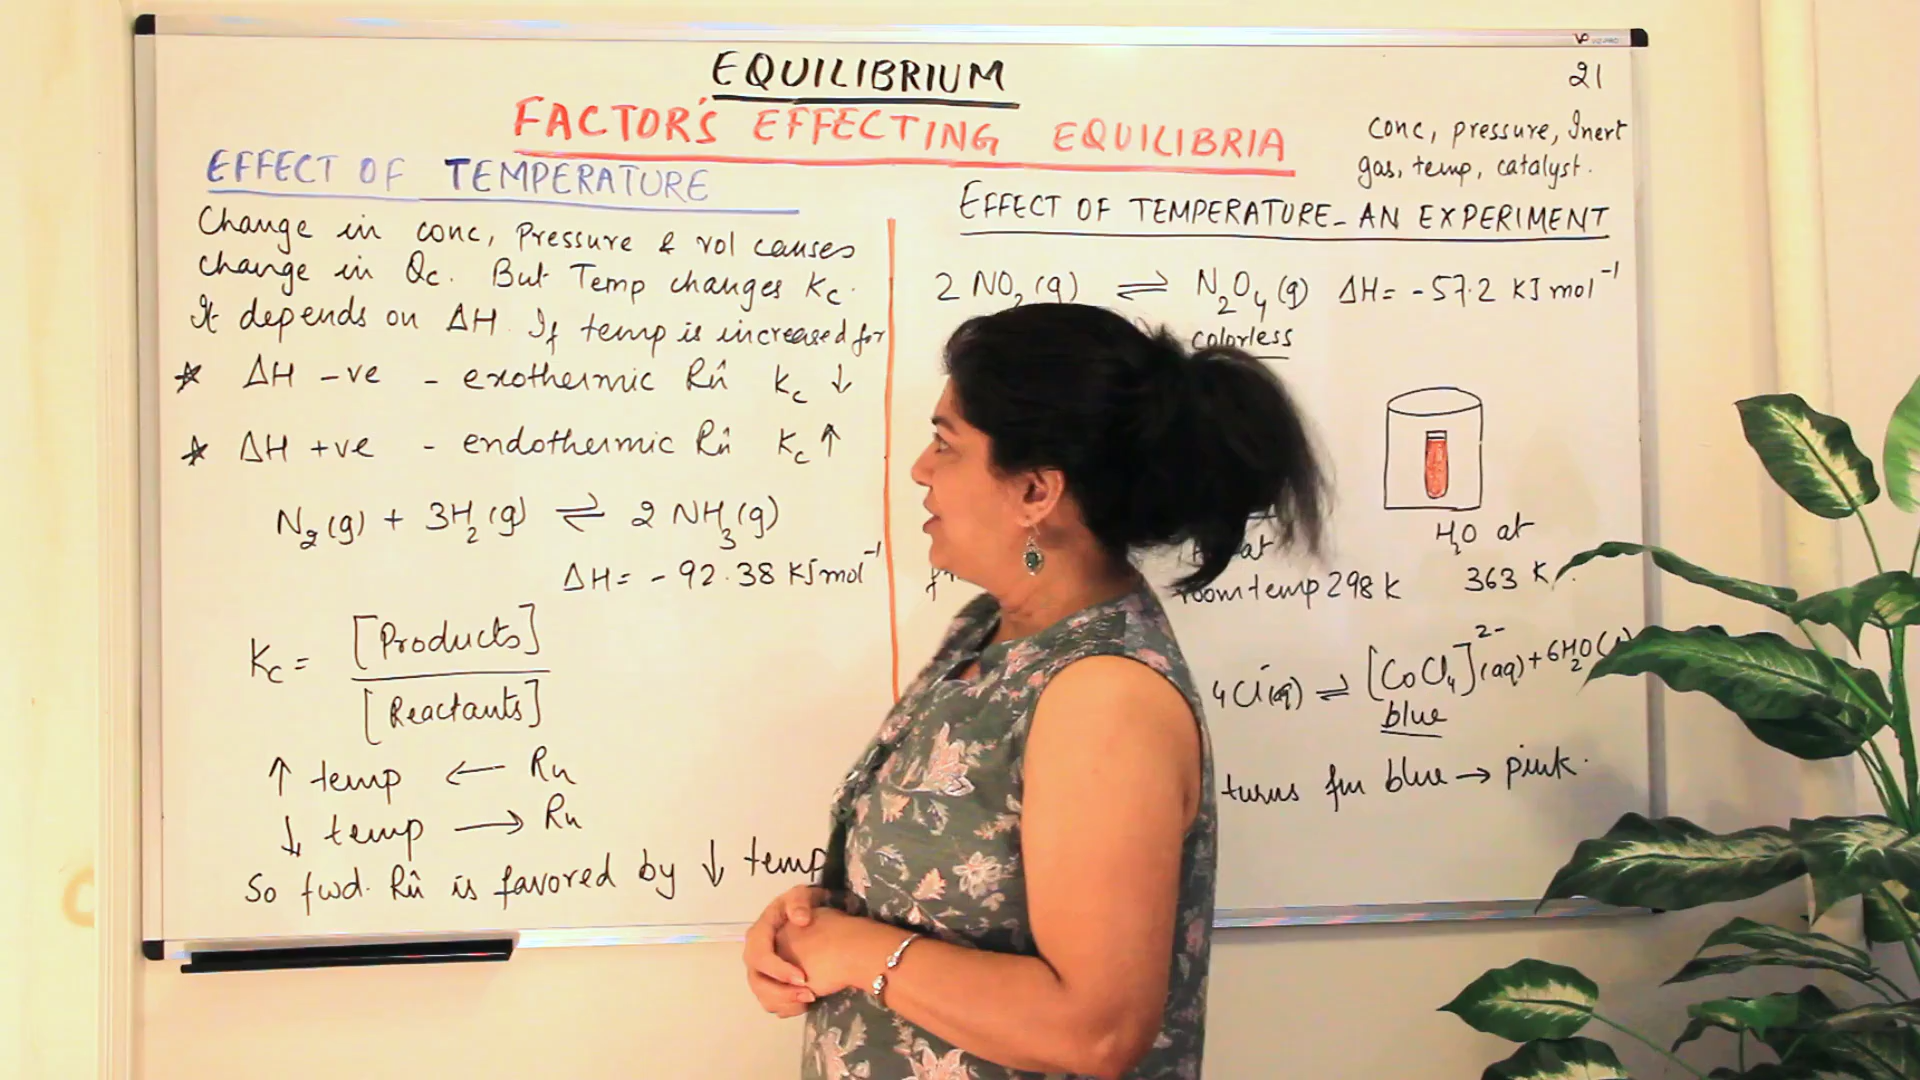 VIZ-PRO
EQUILIBRIUM
21
FACTOR'S EFFECTING EQUILIBRIA
conc, pressure, Inert
gas, temp, catalyst.
EFFECT OF TEMPERATURE
Change in conc, Pressure & vol causes
change in Qc. But Temp changes Kc.
It depends on ΔH. If temp is increased for
* ΔH -ve - exothermic Rn̂ Kc ↓
* ΔH +ve - endothermic Rn̂ Kc ↑
N₂(g) + 3H₂(g) ⇌ 2 NH₃(g)
ΔH = - 92.38 KJ mol⁻¹
Kc = [Products]
[Reactants]
↑ temp ← Rn
↓ temp → Rn
So fwd. Rn̂ is favored by ↓ temp
EFFECT OF TEMPERATURE - AN EXPERIMENT
2 NO₂(g) ⇌ N₂O₄(g) ΔH = -57.2 KJ mol⁻¹
colorless
at
room temp 298 K
H₂O at
363 K.
4Cl⁻(aq) ⇌ [CoCl₄]²⁻(aq) + 6H₂O
blue
turns fm blue → pink.